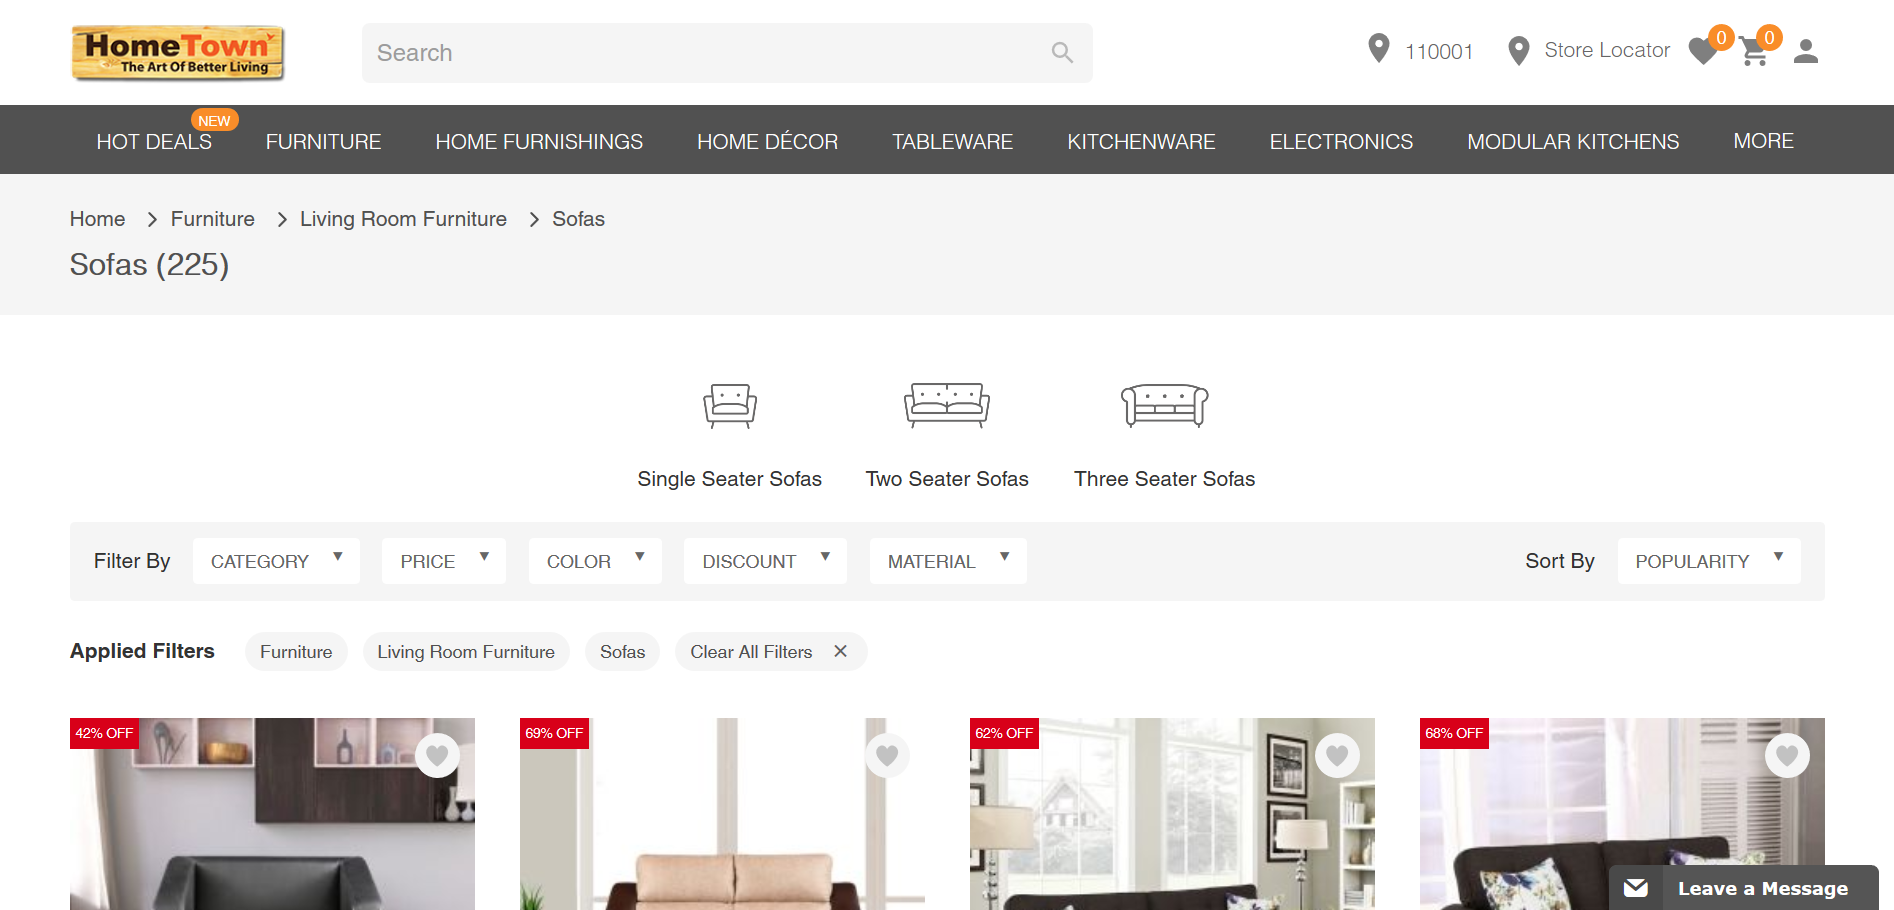 HomeTown
The Art Of Better Living
Search
110001
Store Locator
0
0
NEW
HOT DEALS
FURNITURE
HOME FURNISHINGS
HOME DÉCOR
TABLEWARE
KITCHENWARE
ELECTRONICS
MODULAR KITCHENS
MORE
Home > Furniture > Living Room Furniture > Sofas
Sofas (225)
Single Seater Sofas
Two Seater Sofas
Three Seater Sofas
Filter By
CATEGORY
PRICE
COLOR
DISCOUNT
MATERIAL
Sort By
POPULARITY
Applied Filters
Furniture
Living Room Furniture
Sofas
Clear All Filters ×
42% OFF
69% OFF
62% OFF
68% OFF
Leave a Message